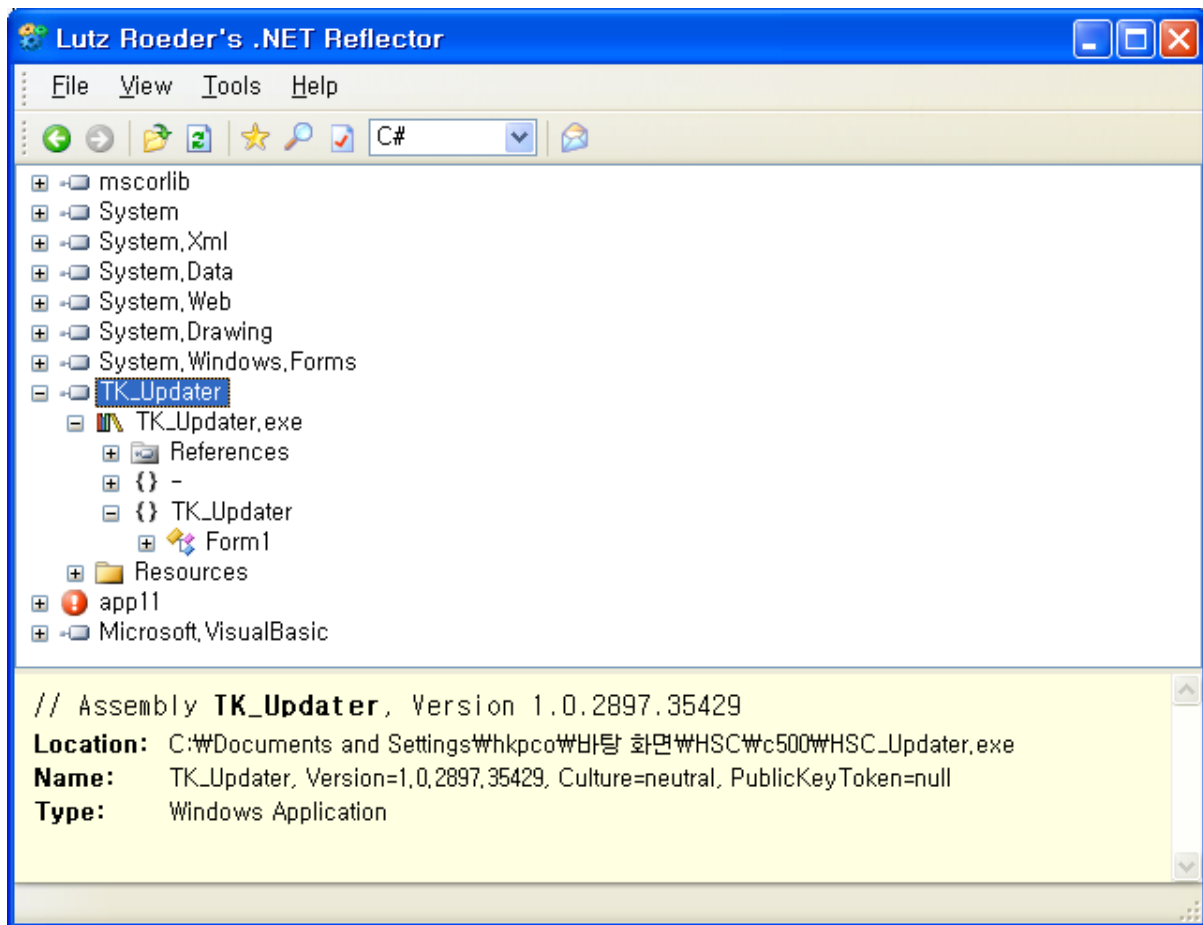 Lutz Roeder's .NET Reflector
File View Tools Help
C#
mscorlib
System
System.Xml
System.Data
System.Web
System.Drawing
System.Windows.Forms
TK_Updater
TK_Updater.exe
References
{} -
{} TK_Updater
Form1
Resources
app11
Microsoft.VisualBasic
// Assembly TK_Updater, Version 1.0.2897.35429
Location: C:₩Documents and Settings₩hkpco₩바탕 화면₩HSC₩c500₩HSC_Updater.exe
Name: TK_Updater, Version=1.0.2897.35429, Culture=neutral, PublicKeyToken=null
Type: Windows Application